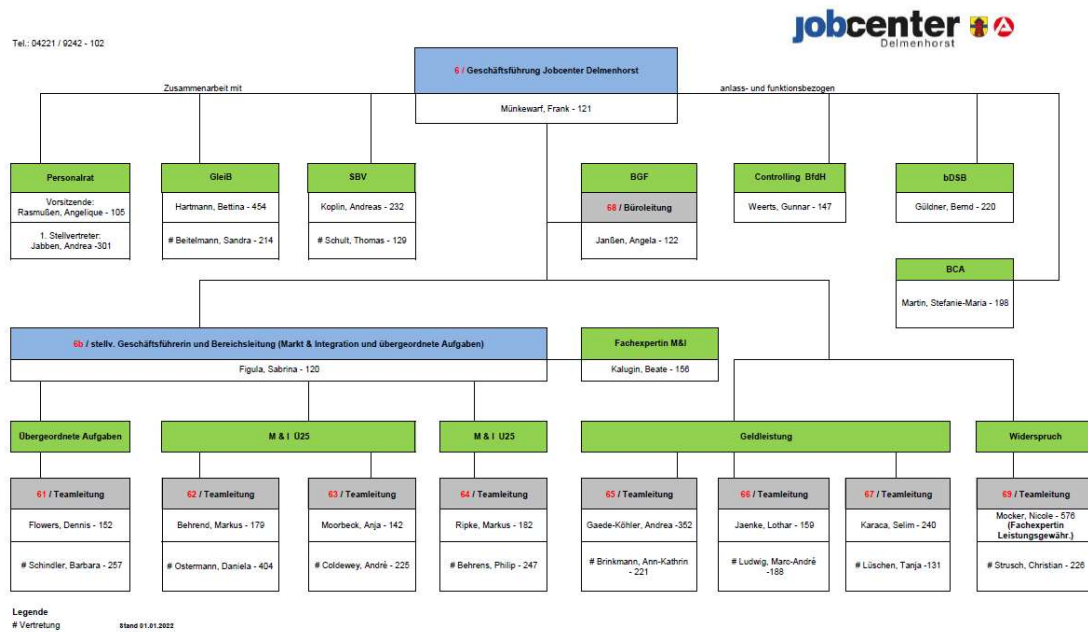 jobcenter
Delmenhorst
Tel.: 04221 / 9242 - 102
6 / Geschäftsführung Jobcenter Delmenhorst
Zusammenarbeit mit
anlass- und funktionsbezogen
Münkewarf, Frank - 121
Personalrat
GleiB
SBV
BGF
Controlling BfdH
bDSB
Vorsitzende:
Rasmußen, Angelique - 105
Hartmann, Bettina - 454
Koplin, Andreas - 232
68 / Büroleitung
Weerts, Gunnar - 147
Güldner, Bernd - 220
1. Stellvertreter:
Jabben, Andrea -301
# Beitelmann, Sandra - 214
# Schult, Thomas - 129
Janßen, Angela - 122
BCA
Martin, Stefanie-Maria - 198
6b / stellv. Geschäftsführerin und Bereichsleitung (Markt & Integration und übergeordnete Aufgaben)
Fachexpertin M&I
Figula, Sabrina - 120
Kalugin, Beate - 156
Übergeordnete Aufgaben
M & I Ü25
M & I U25
Geldleistung
Widerspruch
61 / Teamleitung
62 / Teamleitung
63 / Teamleitung
64 / Teamleitung
65 / Teamleitung
66 / Teamleitung
67 / Teamleitung
69 / Teamleitung
Flowers, Dennis - 152
Behrend, Markus - 179
Moorbeck, Anja - 142
Ripke, Markus - 182
Gaede-Köhler, Andrea -352
Jaenke, Lothar - 159
Karaca, Selim - 240
Mocker, Nicole - 576
(Fachexpertin
Leistungsgewähr.)
# Schindler, Barbara - 257
# Ostermann, Daniela - 404
# Coldewey, André - 225
# Behrens, Philip - 247
# Brinkmann, Ann-Kathrin
- 221
# Ludwig, Marc-André
-188
# Lüschen, Tanja -131
# Strusch, Christian - 226
Legende
# Vertretung
Stand 01.01.2022